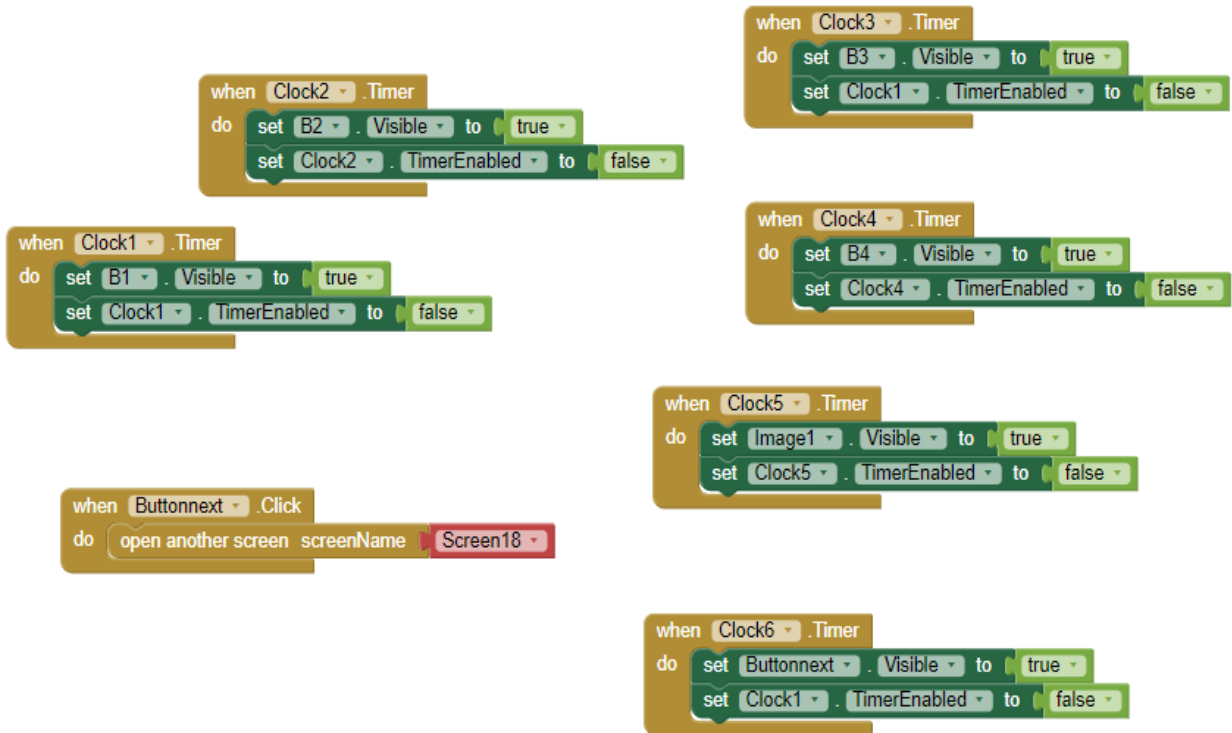 when Clock3 .Timer
do set B3 . Visible to true
set Clock1 . TimerEnabled to false
when Clock2 .Timer
do set B2 . Visible to true
set Clock2 . TimerEnabled to false
when Clock4 .Timer
do set B4 . Visible to true
set Clock4 . TimerEnabled to false
when Clock1 .Timer
do set B1 . Visible to true
set Clock1 . TimerEnabled to false
when Clock5 .Timer
do set Image1 . Visible to true
set Clock5 . TimerEnabled to false
when Buttonnext .Click
do open another screen screenName Screen18
when Clock6 .Timer
do set Buttonnext . Visible to true
set Clock1 . TimerEnabled to false